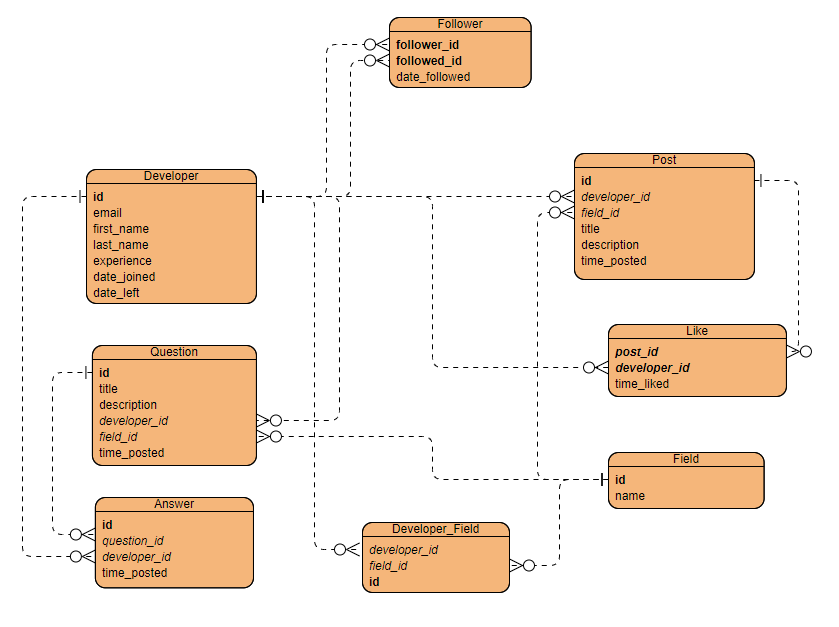 Follower
follower_id
followed_id
date_followed
Developer
id
email
first_name
last_name
experience
date_joined
date_left
Post
id
developer_id
field_id
title
description
time_posted
Like
post_id
developer_id
time_liked
Question
id
title
description
developer_id
field_id
time_posted
Field
id
name
Answer
id
question_id
developer_id
time_posted
Developer_Field
developer_id
field_id
id